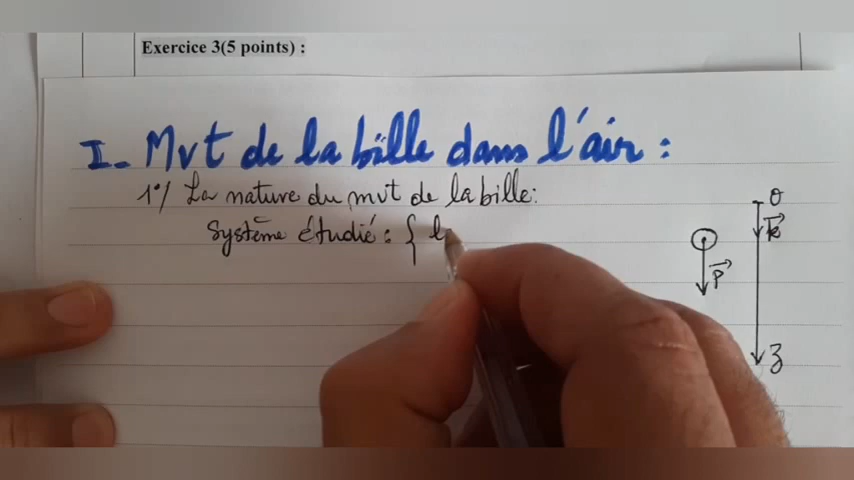 Exercice 3(5 points) :
I. Mvt de la bille dans l'air :
1°/ La nature du mvt de la bille:
Système étudié : { l
O
k
P
z